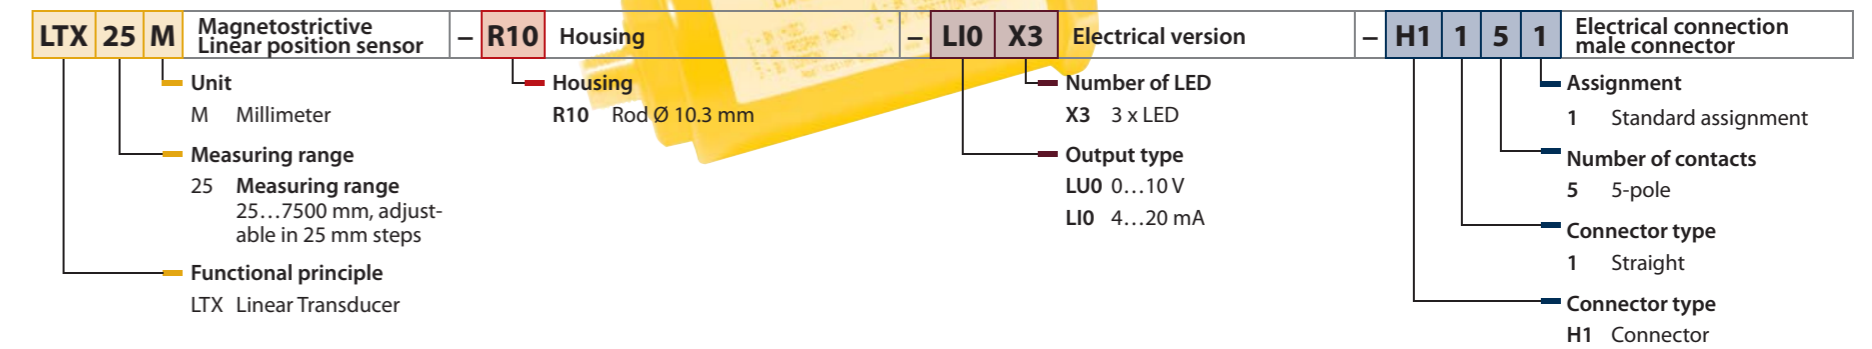 LTX 25 M Magnetostrictive
Linear position sensor – R10 Housing – LI0 X3 Electrical version – H1 1 5 1 Electrical connection
male connector
Unit
M Millimeter
Measuring range
25 Measuring range
25…7500 mm, adjust-
able in 25 mm steps
Functional principle
LTX Linear Transducer
Housing
R10 Rod Ø 10.3 mm
Number of LED
X3 3 x LED
Output type
LU0 0…10 V
LI0 4…20 mA
Assignment
1 Standard assignment
Number of contacts
5 5-pole
Connector type
1 Straight
Connector type
H1 Connector